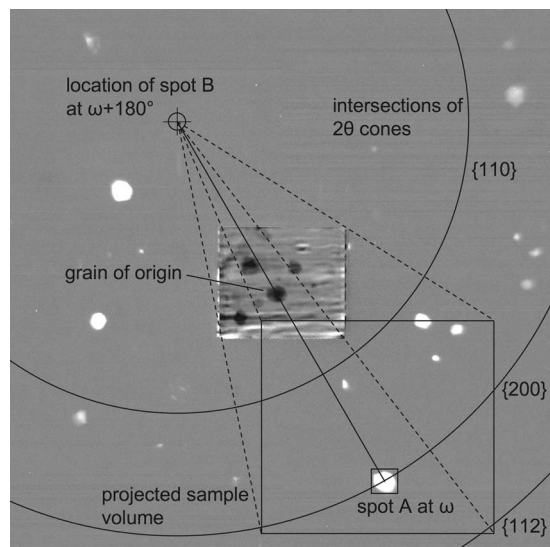 location of spot B
at ω+180°
intersections of
2θ cones
{110}
grain of origin
{200}
projected sample
volume
spot A at ω
{112}